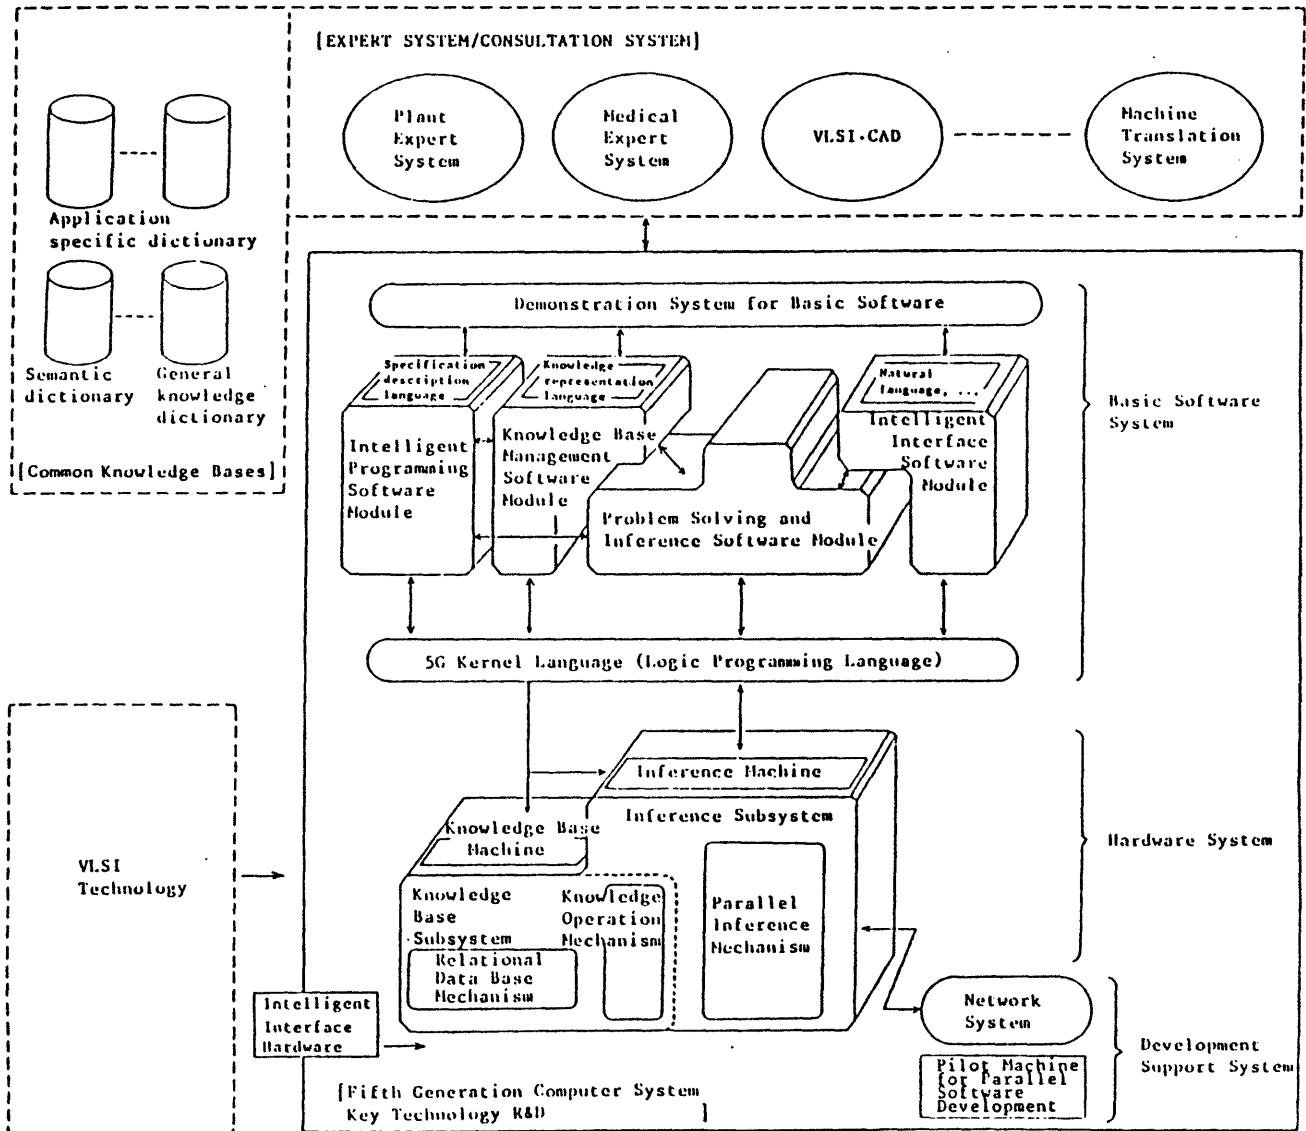 [EXPERT SYSTEM/CONSULTATION SYSTEM]
Plant
Expert
System
Medical
Expert
System
VLSI·CAD
Machine
Translation
System
Application
specific dictionary
Semantic
dictionary
General
knowledge
dictionary
[Common Knowledge Bases]
Demonstration System for Basic Software
Specification
description
language
Knowledge
representation
language
Natural
language, ...
Intelligent
Programming
Software
Module
Knowledge Base
Management
Software
Module
Problem Solving and
Inference Software Module
Intelligent
Interface
Software
Module
Basic Software
System
5G Kernel Language (Logic Programming Language)
Inference Machine
Inference Subsystem
Knowledge Base
Machine
Knowledge
Base
Subsystem
Relational
Data Base
Mechanism
Knowledge
Operation
Mechanism
Parallel
Inference
Mechanism
Hardware System
VLSI
Technology
Intelligent
Interface
Hardware
Network
System
Pilot Machine
for Parallel
Software
Development
Development
Support System
[Fifth Generation Computer System
Key Technology R&D ]